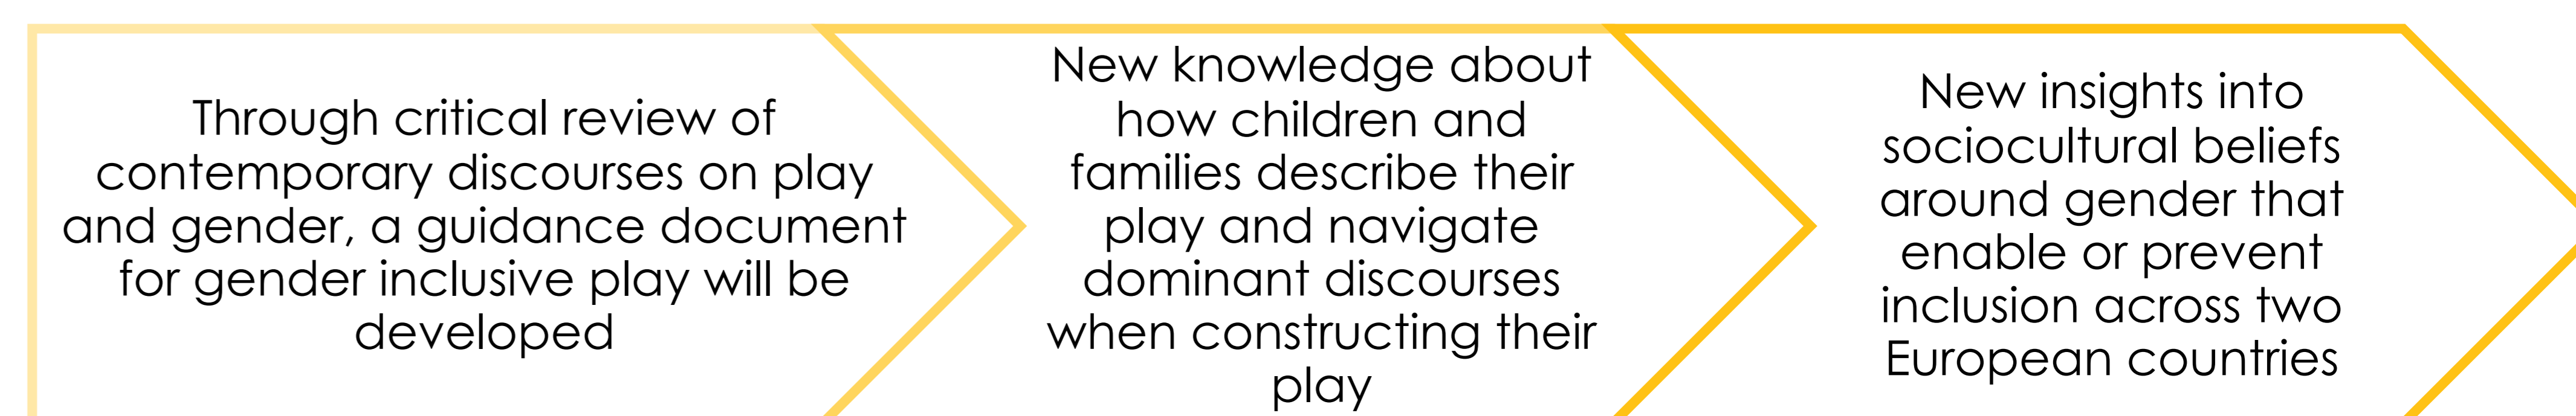 Through critical review of
contemporary discourses on play
and gender, a guidance document
for gender inclusive play will be
developed
New knowledge about
how children and
families describe their
play and navigate
dominant discourses
when constructing their
play
New insights into
sociocultural beliefs
around gender that
enable or prevent
inclusion across two
European countries